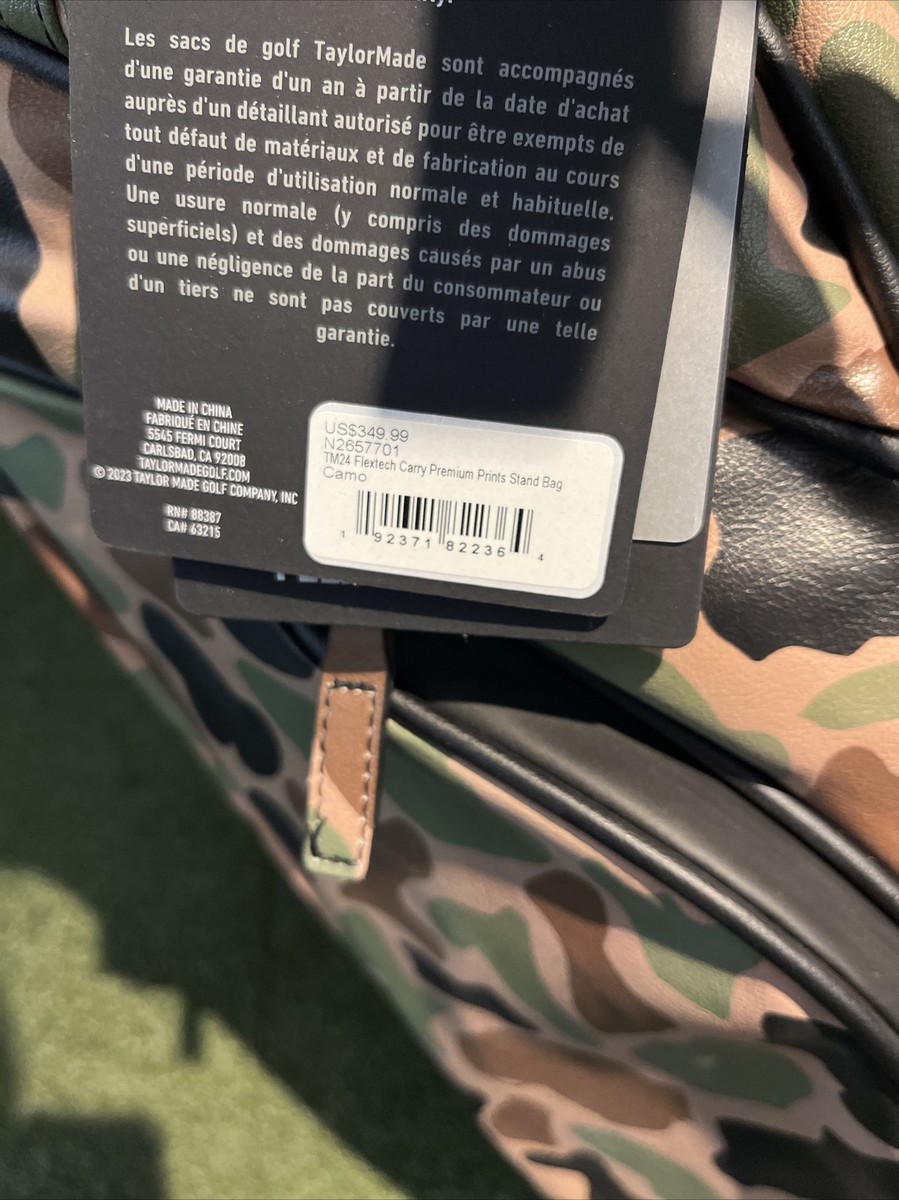 Les sacs de golf TaylorMade sont accompagnés
d'une garantie d'un an à partir de la date d'achat
auprès d'un détaillant autorisé pour être exempts de
tout défaut de matériaux et de fabrication au cours
d'une période d'utilisation normale et habituelle.
Une usure normale (y compris des dommages
superficiels) et des dommages causés par un abus
ou une négligence de la part du consommateur ou
d'un tiers ne sont pas couverts par une telle
garantie.
MADE IN CHINA
FABRIQUÉ EN CHINE
5545 FERMI COURT
CARLSBAD, CA 92008
TAYLORMADEGOLF.COM
© 2023 TAYLOR MADE GOLF COMPANY, INC
RN# 88387
CA# 63215
US$349.99
N2657701
TM24 Flextech Carry Premium Prints Stand Bag
Camo
1 92371 82236 4